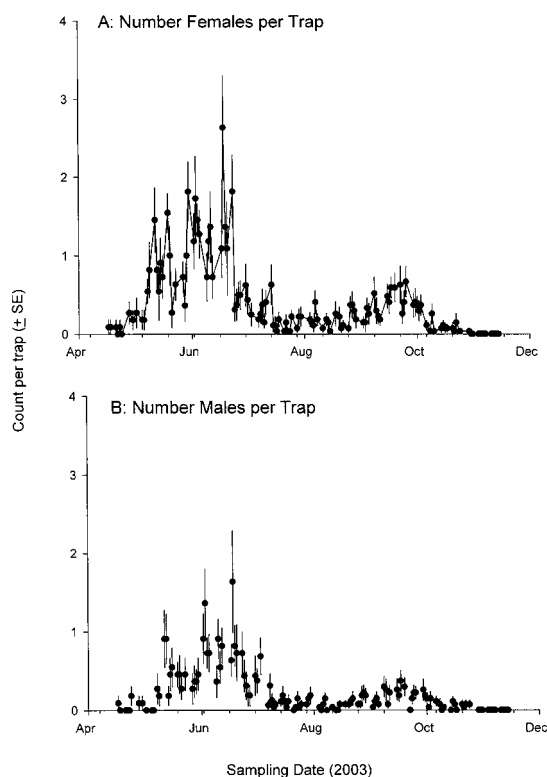 A: Number Females per Trap
4
3
2
1
0
Apr Jun Aug Oct Dec
Count per trap (± SE)
B: Number Males per Trap
4
3
2
1
0
Apr Jun Aug Oct Dec
Sampling Date (2003)